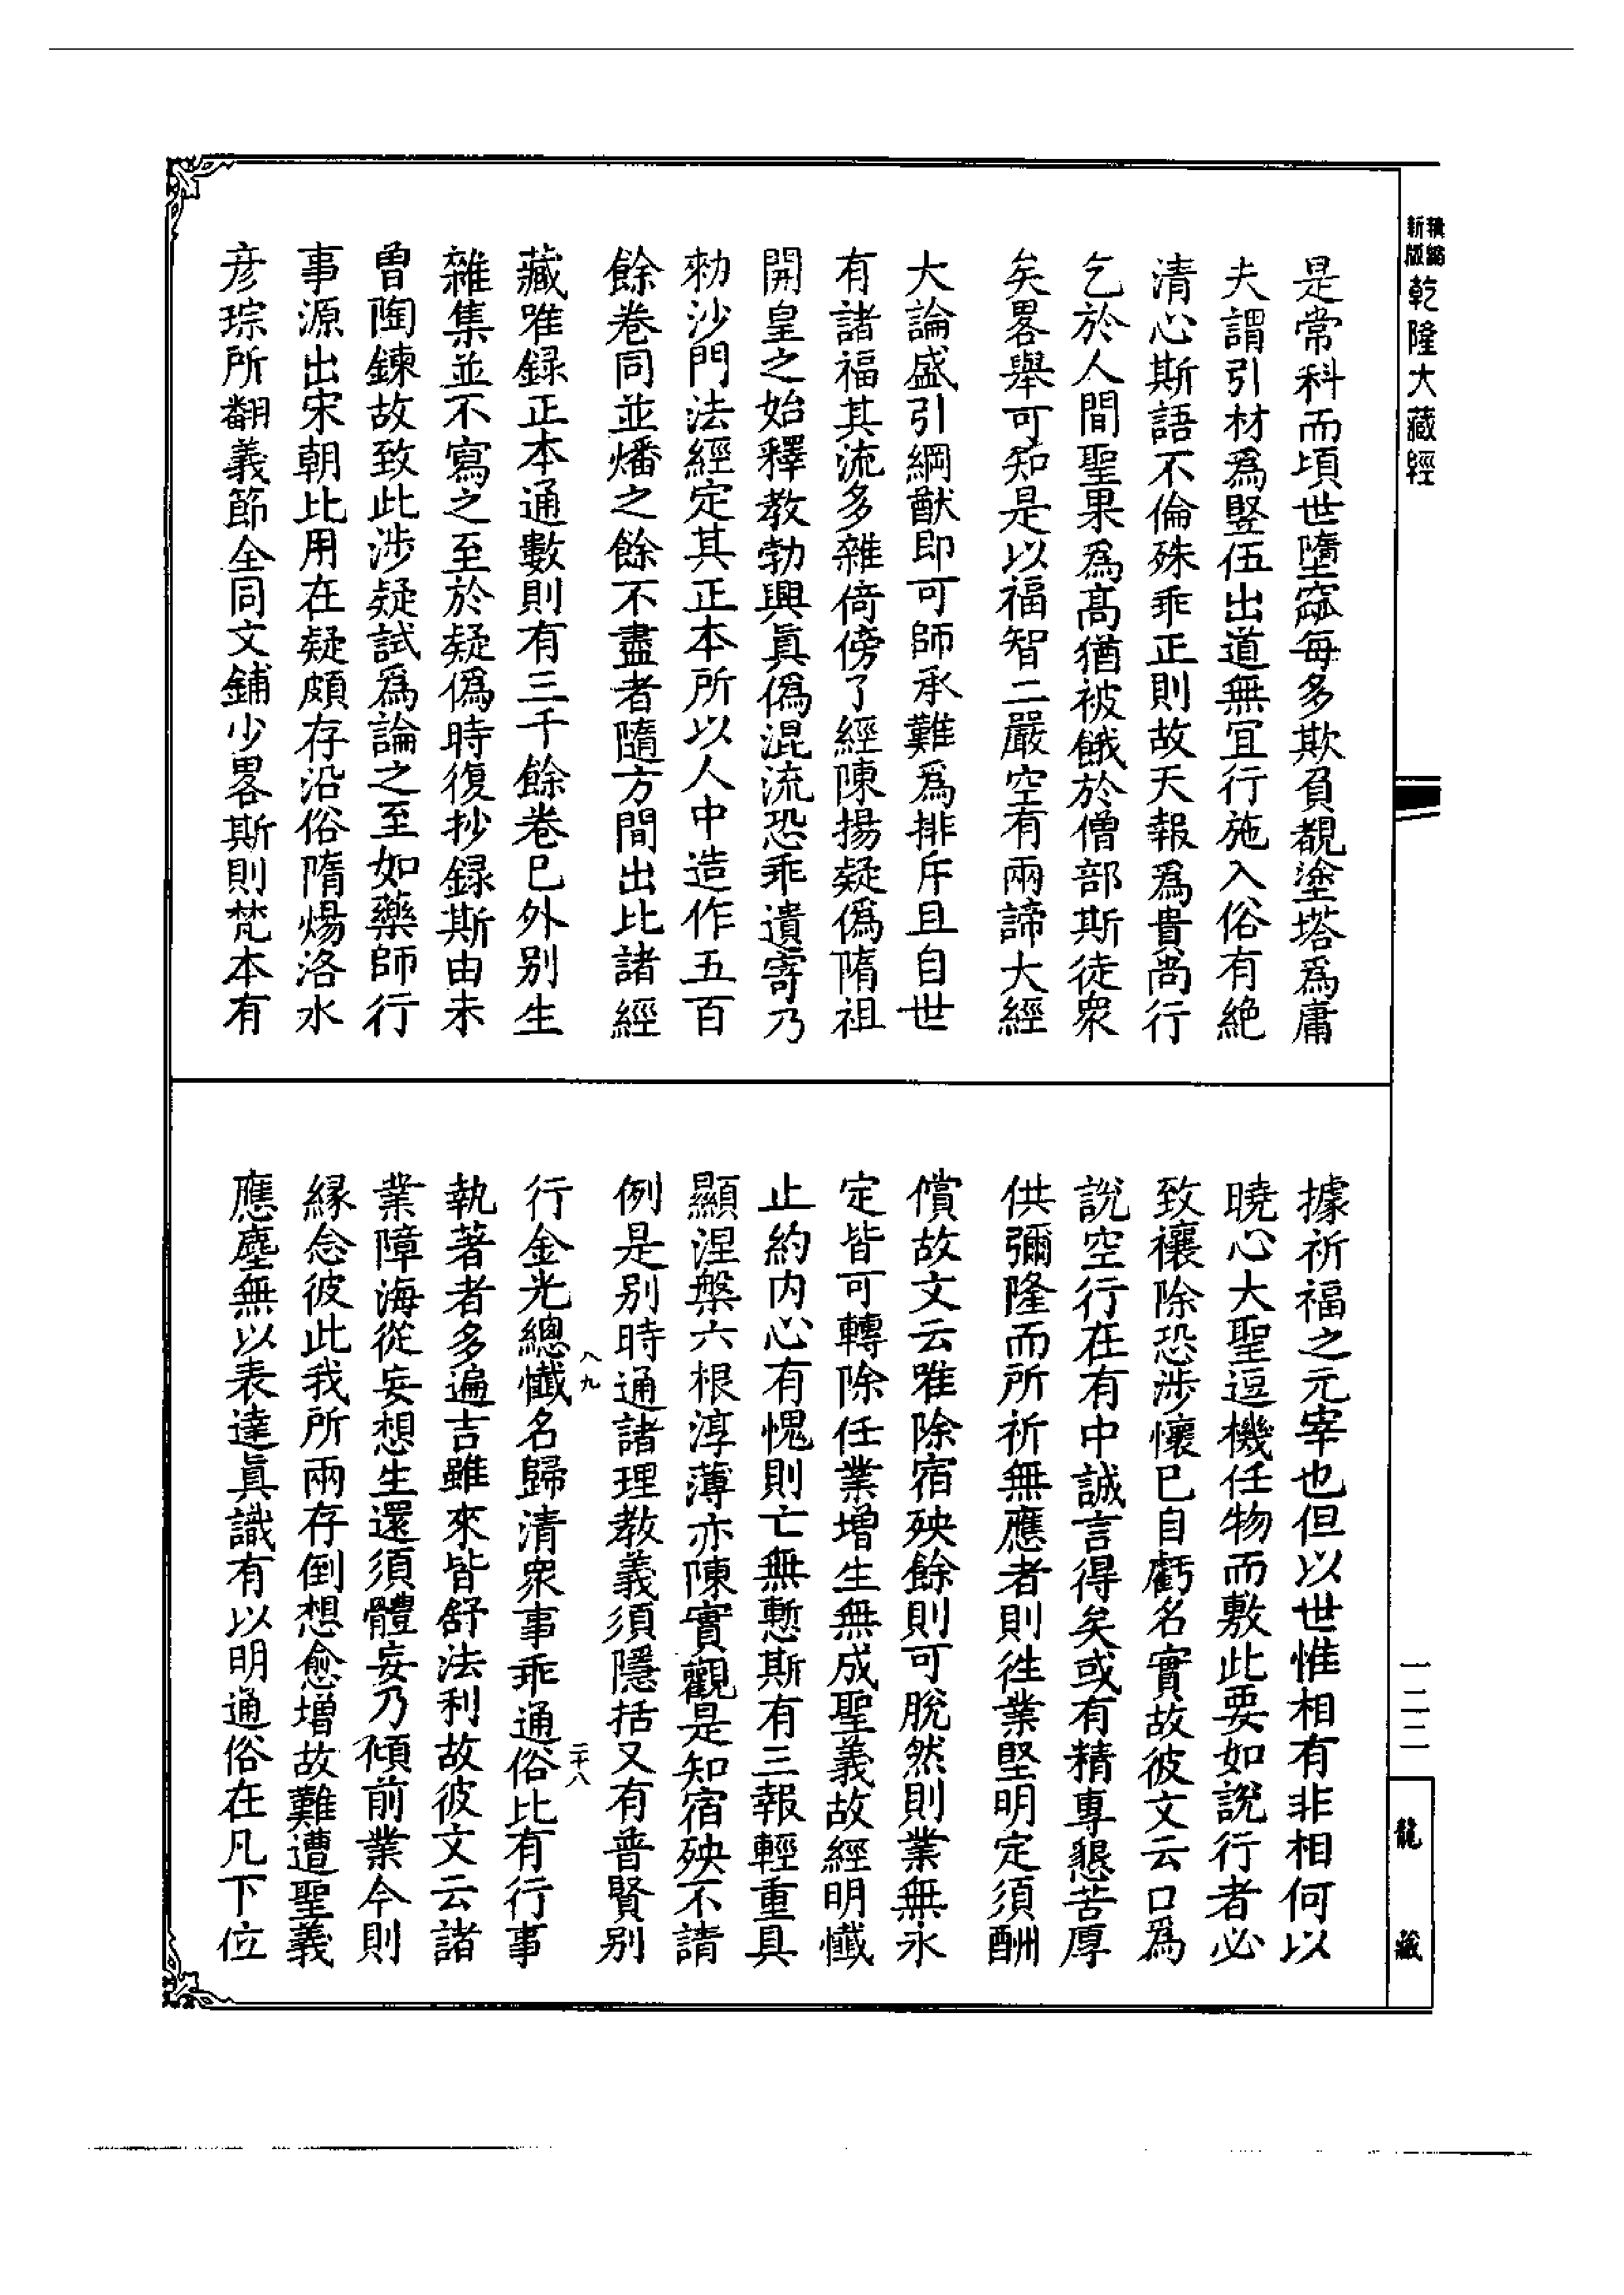 新編縮版乾隆大藏經
是常科而頃世墮窳每多欺負覩塗塔爲庸
夫謂引材爲豎伍出道無宜行施入俗有絶
清心斯語不倫殊乖正則故天報爲貴尚行
乞於人間聖果爲髙猶被餓於僧部斯徒衆
矣畧舉可知是以福智二嚴空有兩諦大經
大論盛引綱猷即可師承難爲排斥且自世
有諸福其流多雜倚傍了經陳揚疑僞隋祖
開皇之始釋教勃興眞僞混流恐乖遺寄乃
勑沙門法經定其正本所以人中造作五百
餘卷同並燔之餘不盡者隨方間出比諸經
藏唯録正本通數則有三千餘卷巳外别生
雜集並不寫之至於疑僞時復抄録斯由未
曽陶鍊故致此涉疑試爲論之至如藥師行
事源出宋朝比用在疑頗存沿俗隋煬洛水
彦琮所翻義節全同文鋪少畧斯則梵本有
據祈福之元宰也但以世惟相有非相何以
曉心大聖逗機任物而敷此要如說行者必
致禳除恐涉懷巳自虧名實故彼文云口爲
說空行在有中誠言得矣或有精專懇苦厚
供彌隆而所祈無應者則徃業堅明定須酬
償故文云唯除宿殃餘則可脫然則業無永
定皆可轉除任業增生無成聖義故經明懺
止約内心有愧則亡無慙斯有三報輕重具
顯涅槃六根淳薄亦陳實觀是知宿殃不請
例是别時通諸理教義須隱括又有普賢别
八九
二十八
行金光總懺名歸清衆事乖通俗比有行事
執著者多遍吉雖來皆舒法利故彼文云諸
業障海從妄想生還須體妄乃傾前業今則
緣念彼此我所兩存倒想愈增故難遭聖義
應塵無以表達眞識有以明通俗在凡下位
一二二
龍藏